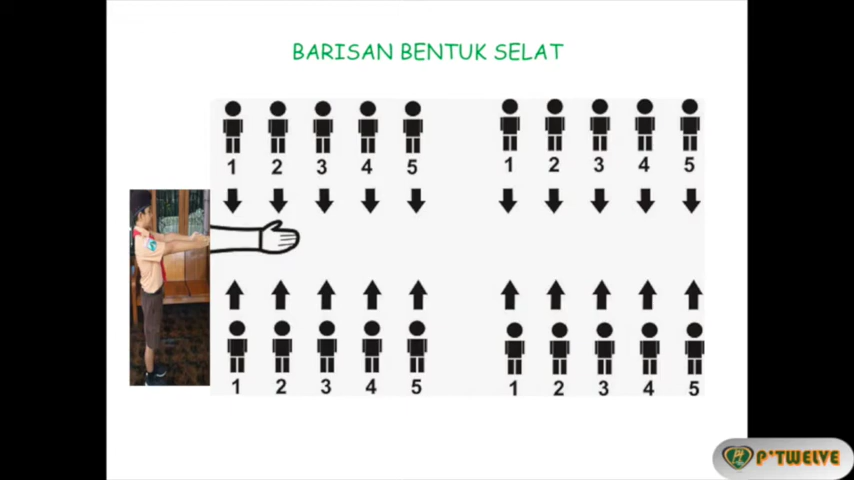 BARISAN BENTUK SELAT
1 2 3 4 5 1 2 3 4 5
1 2 3 4 5 1 2 3 4 5
P'TWELVE